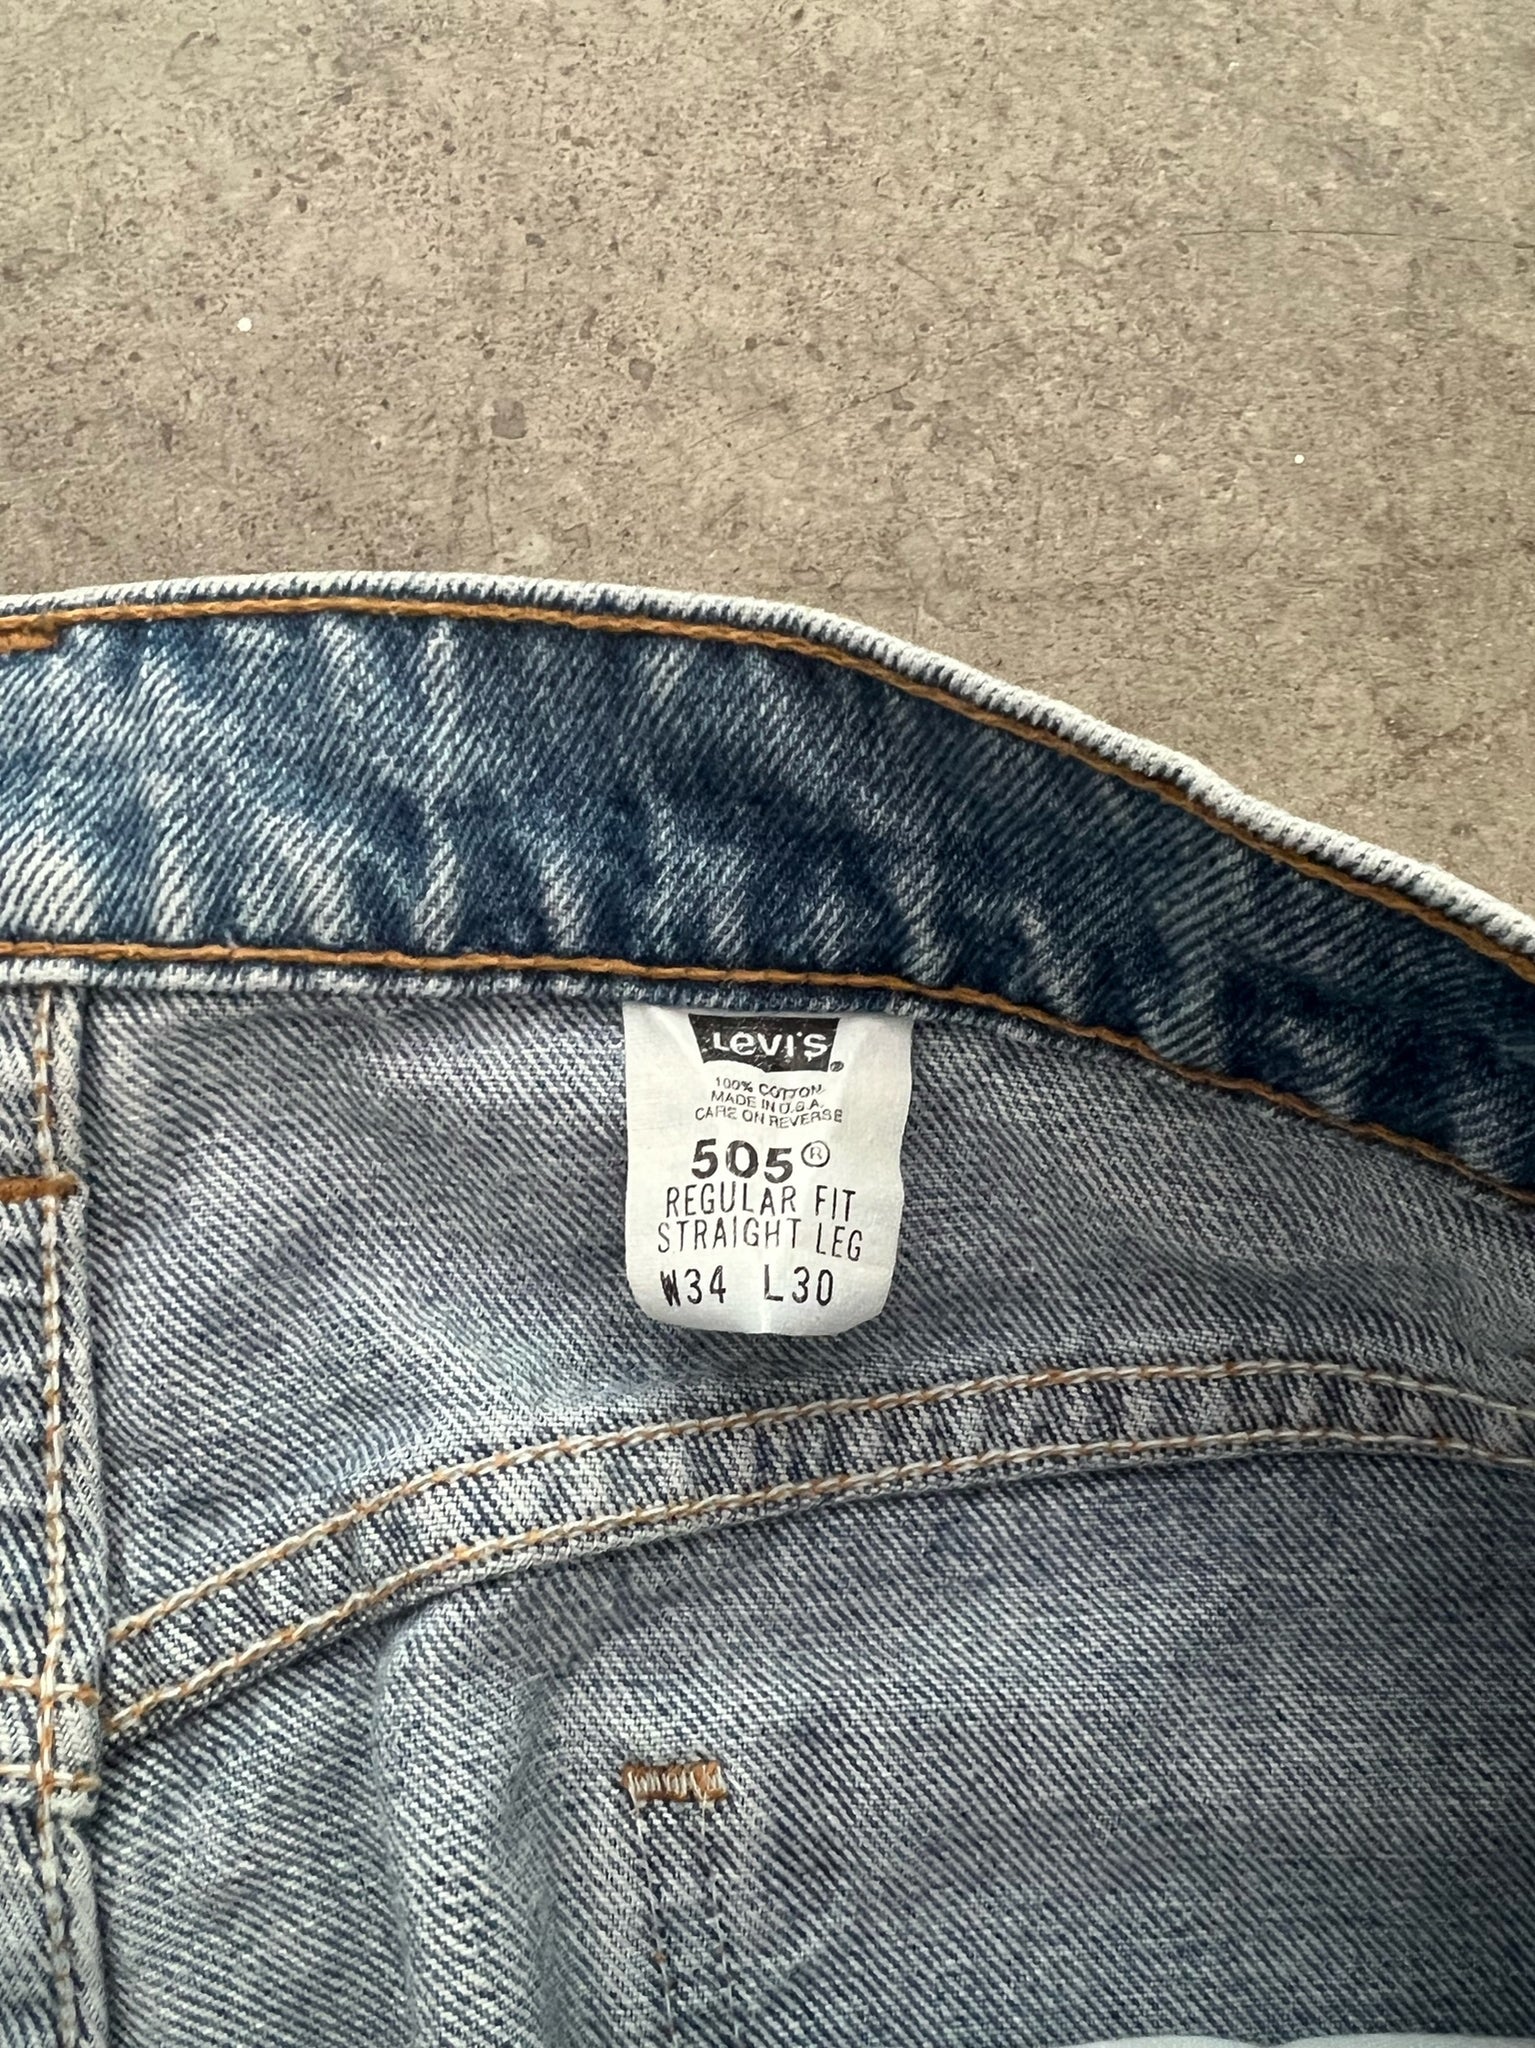 Levi's®
100% COTTON
MADE IN U.S.A.
CARE ON REVERSE
505®
REGULAR FIT
STRAIGHT LEG
W34 L30